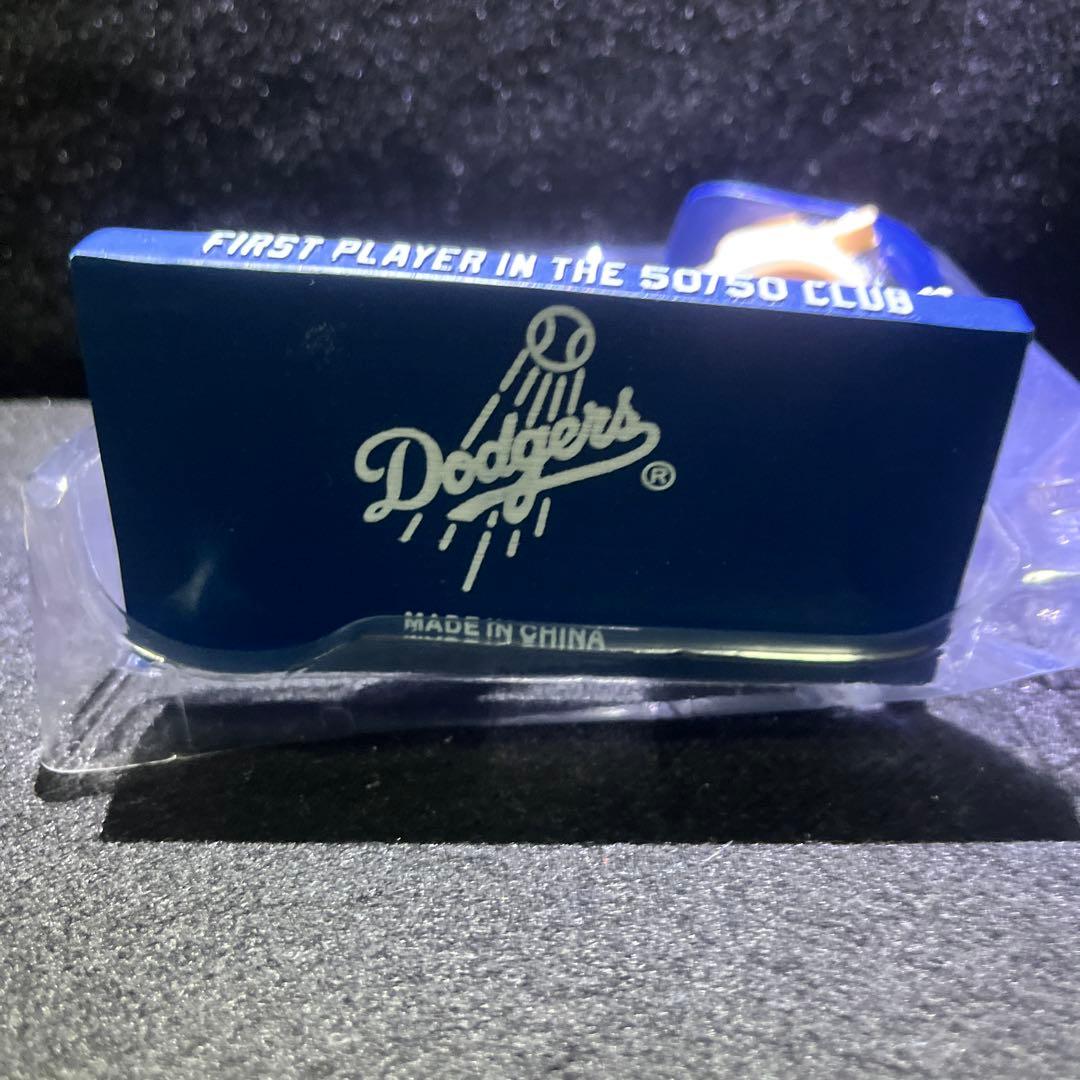 FIRST PLAYER IN THE 50/50 CLUB
Dodgers
®
MADE IN CHINA